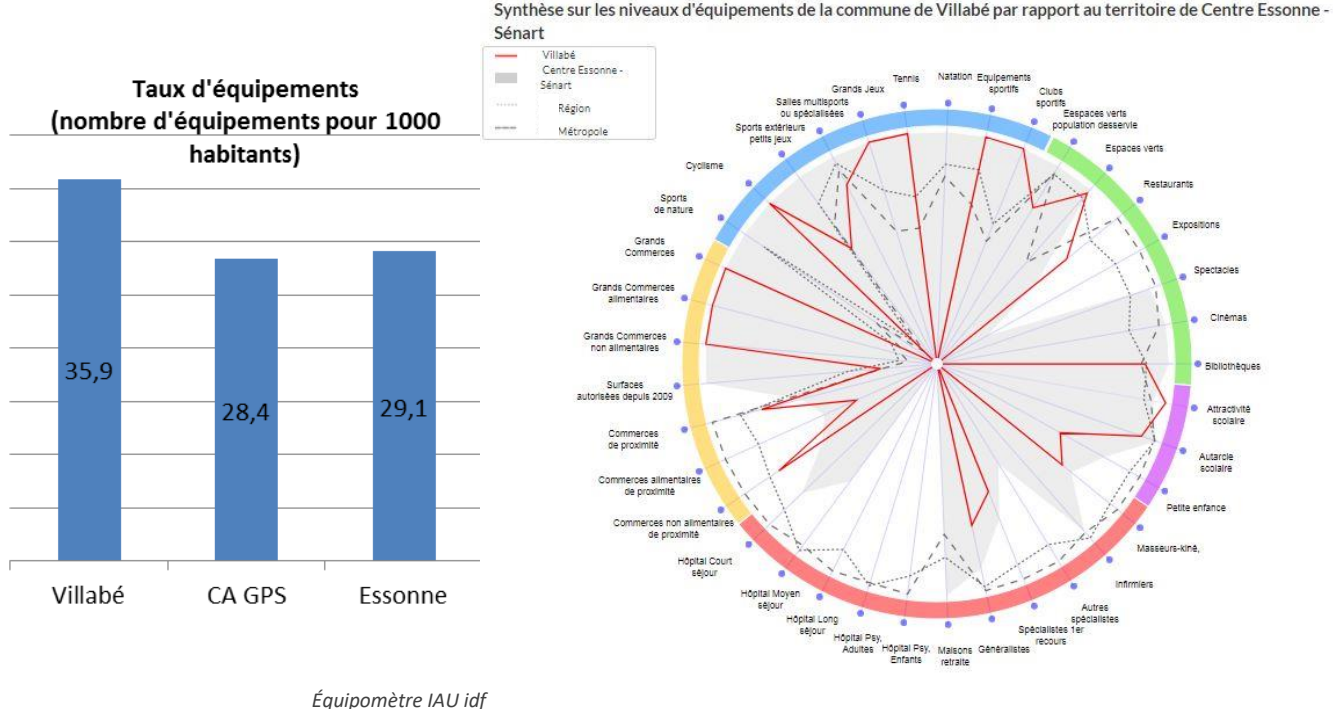 Synthèse sur les niveaux d'équipements de la commune de Villabé par rapport au territoire de Centre Essonne -
Sénart
Villabé
Centre Essonne -
Sénart
Région
Métropole
Taux d'équipements
(nombre d'équipements pour 1000
habitants)
35,9
28,4
29,1
Villabé
CA GPS
Essonne
Natation
Equipements
sportifs
Clubs
sportifs
Eespaces verts
population desservie
Espaces verts
Restaurants
Expositions
Spectacles
Cinémas
Bibliothèques
Attractivité
scolaire
Autarcie
scolaire
Petite enfance
Masseurs-kiné,
Infirmiers
Autres
spécialistes
Spécialistes 1er
recours
Généralistes
Maisons
retraite
Hôpital Psy,
Enfants
Hôpital Psy,
Adultes
Hôpital Long
séjour
Hôpital Moyen
séjour
Hôpital Court
séjour
Commerces non alimentaires
de proximité
Commerces alimentaires
de proximité
Commerces
de proximité
Surfaces
autorisées depuis 2009
Grands Commerces
non alimentaires
Grands Commerces
alimentaires
Grands
Commerces
Sports
de nature
Cyclisme
Sports extérieurs
petits jeux
Salles multisports
ou spécialisées
Grands Jeux
Tennis
Équipomètre IAU idf